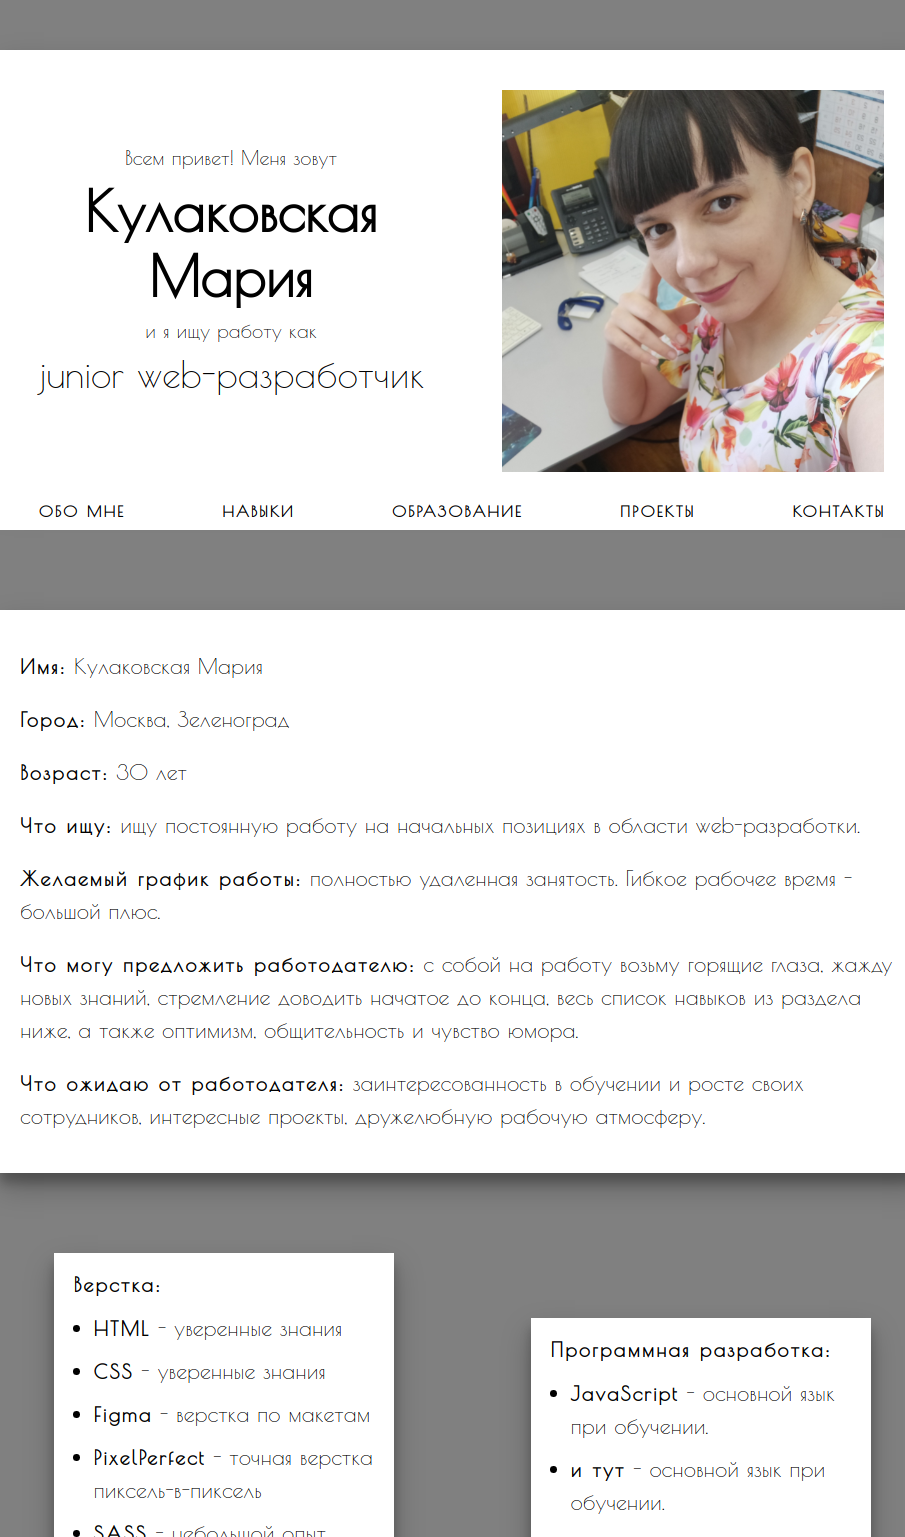 Всем привет! Меня зовут
Кулаковская
Мария
и я ищу работу как
junior web-разработчик
ОБО МНЕ НАВЫКИ ОБРАЗОВАНИЕ ПРОЕКТЫ КОНТАКТЫ
Имя: Кулаковская Мария
Город: Москва, Зеленоград
Возраст: 30 лет
Что ищу: ищу постоянную работу на начальных позициях в области web-разработки.
Желаемый график работы: полностью удаленная занятость. Гибкое рабочее время -
большой плюс.
Что могу предложить работодателю: с собой на работу возьму горящие глаза, жажду
новых знаний, стремление доводить начатое до конца, весь список навыков из раздела
ниже, а также оптимизм, общительность и чувство юмора.
Что ожидаю от работодателя: заинтересованность в обучении и росте своих
сотрудников, интересные проекты, дружелюбную рабочую атмосферу.
Верстка:
HTML - уверенные знания
CSS - уверенные знания
Figma - верстка по макетам
PixelPerfect - точная верстка
пиксель-в-пиксель
SASS - небольшой опыт
Программная разработка:
JavaScript - основной язык
при обучении.
и тут - основной язык при
обучении.